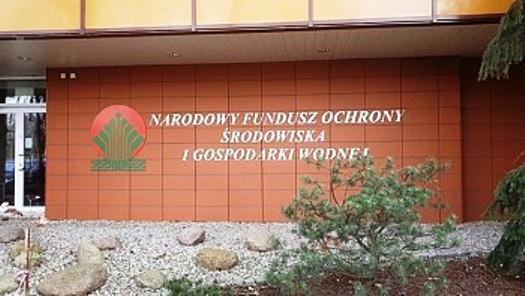 NARODOWY FUNDUSZ OCHRONY
ŚRODOWISKA
I GOSPODARKI WODNEJ